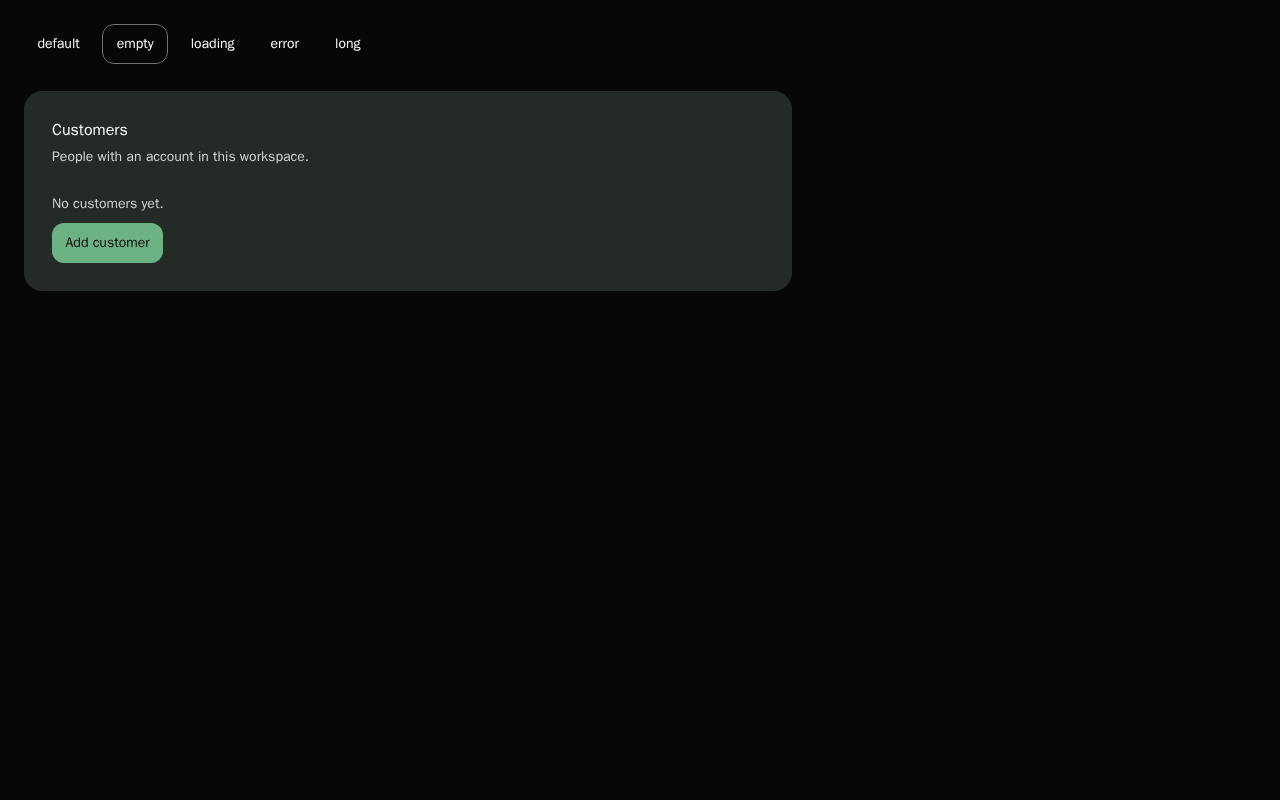 default empty loading error long
Customers
People with an account in this workspace.
No customers yet.
Add customer